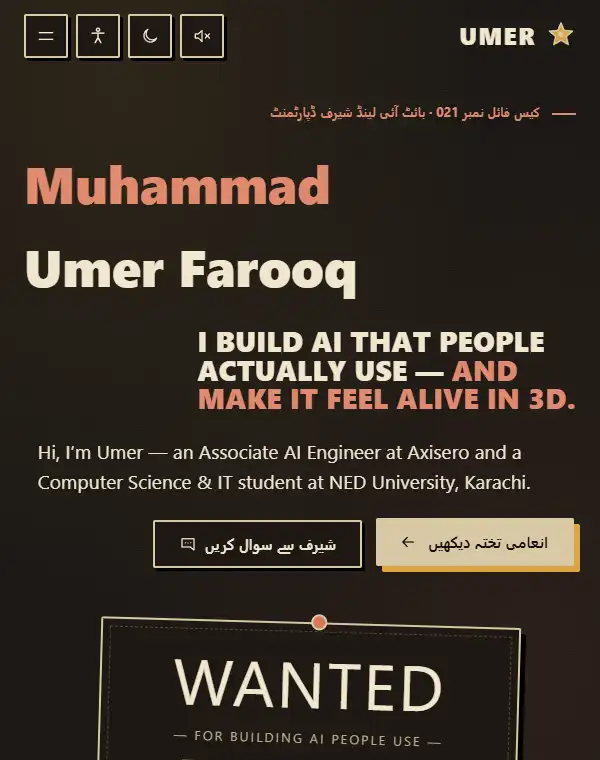 UMER
کیس فائل نمبر 021 · بائٹ آئی لینڈ شیرف ڈپارٹمنٹ
Muhammad
Umer Farooq
I BUILD AI THAT PEOPLE
ACTUALLY USE — AND
MAKE IT FEEL ALIVE IN 3D.
Hi, I’m Umer — an Associate AI Engineer at Axisero and a
Computer Science & IT student at NED University, Karachi.
انعامی تختہ دیکھیں
شیرف سے سوال کریں
WANTED
— FOR BUILDING AI PEOPLE USE —